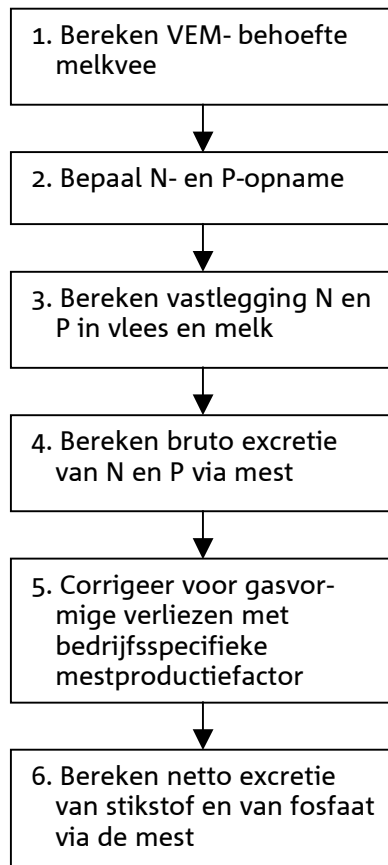 1. Bereken VEM- behoefte
melkvee
2. Bepaal N- en P-opname
3. Bereken vastlegging N en
P in vlees en melk
4. Bereken bruto excretie
van N en P via mest
5. Corrigeer voor gasvor-
mige verliezen met
bedrijfsspecifieke
mestproductiefactor
6. Bereken netto excretie
van stikstof en van fosfaat
via de mest